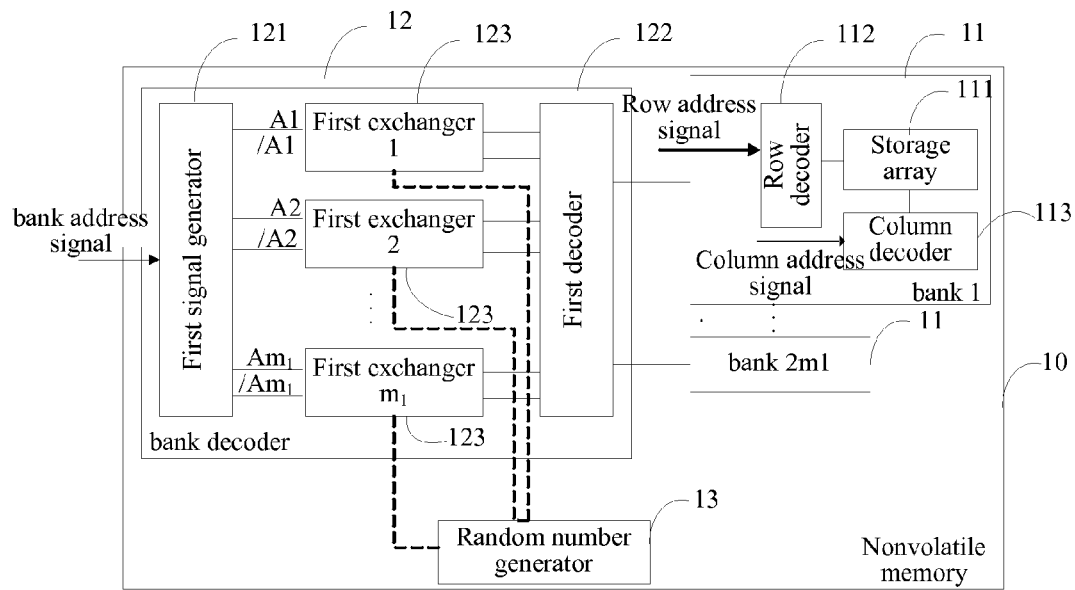 121
12
123
122
112
11
111
A1
/A1
First exchanger
1
Row address
signal
Row
decoder
Storage
array
bank address
signal
First signal generator
A2
/A2
First exchanger
2
First decoder
Column
decoder
113
Column address
signal
bank 1
123
11
Am₁
/Am₁
First exchanger
m₁
bank 2m1
10
bank decoder
123
13
Random number
generator
Nonvolatile
memory